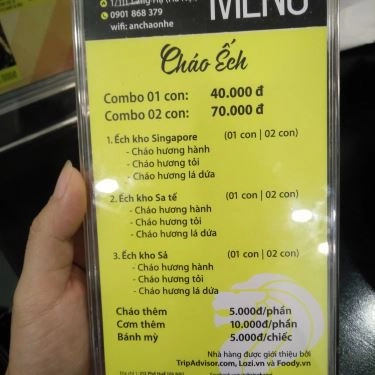 MENU
0901 868 379
wifi: anchaonhe
Cháo Ếch
Combo 01 con: 40.000 đ
Combo 02 con: 70.000 đ
1. Ếch kho Singapore (01 con | 02 con)
- Cháo hương hành
- Cháo hương tỏi
- Cháo hương lá dứa
2. Ếch kho Sa tế (01 con | 02 con)
- Cháo hương hành
- Cháo hương tỏi
- Cháo hương lá dứa
3. Ếch kho Sả (01 con | 02 con)
- Cháo hương hành
- Cháo hương tỏi
- Cháo hương lá dứa
Cháo thêm 5.000đ/phần
Cơm thêm 10.000đ/phần
Bánh mỳ 5.000đ/chiếc
Nhà hàng được giới thiệu bởi
TripAdvisor.com, Lozi.vn và Foody.vn